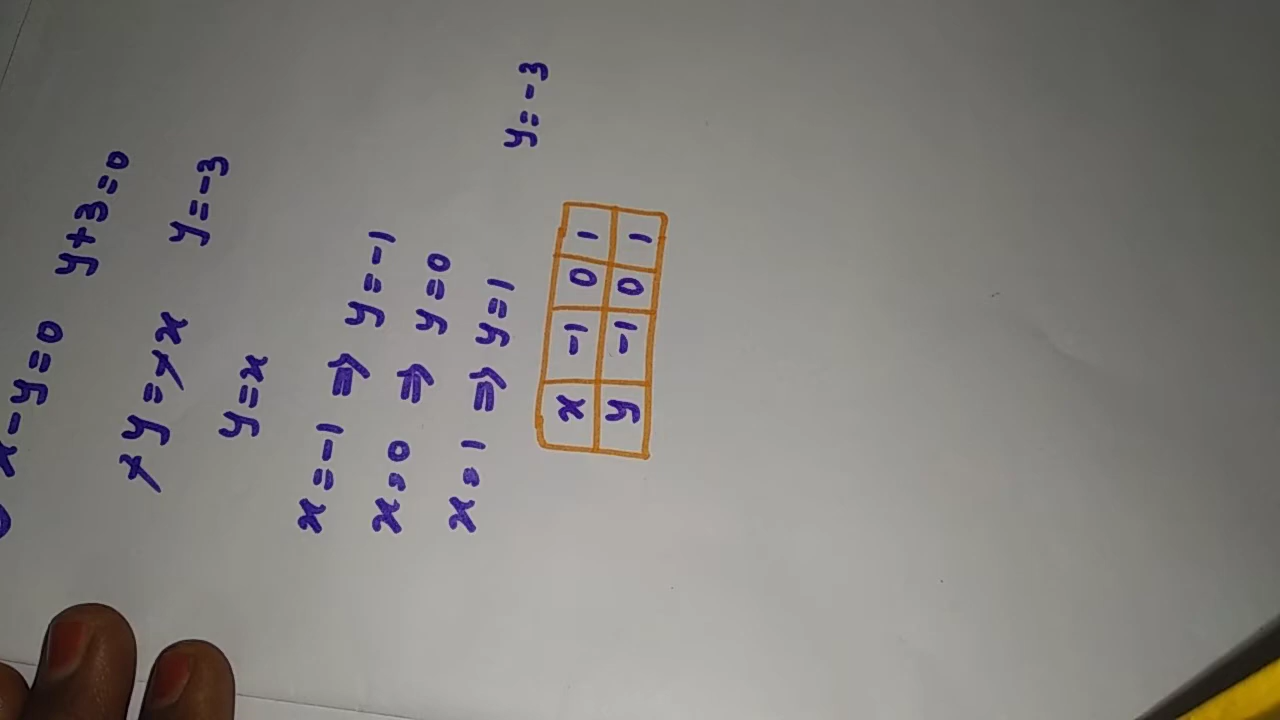 x-y=0 y+3=0
-y=-x y=-3
y=x
x=-1 ⇒ y=-1
x=0 ⇒ y=0
x=1 ⇒ y=1
y=-3
x -1 0 1
y -1 0 1